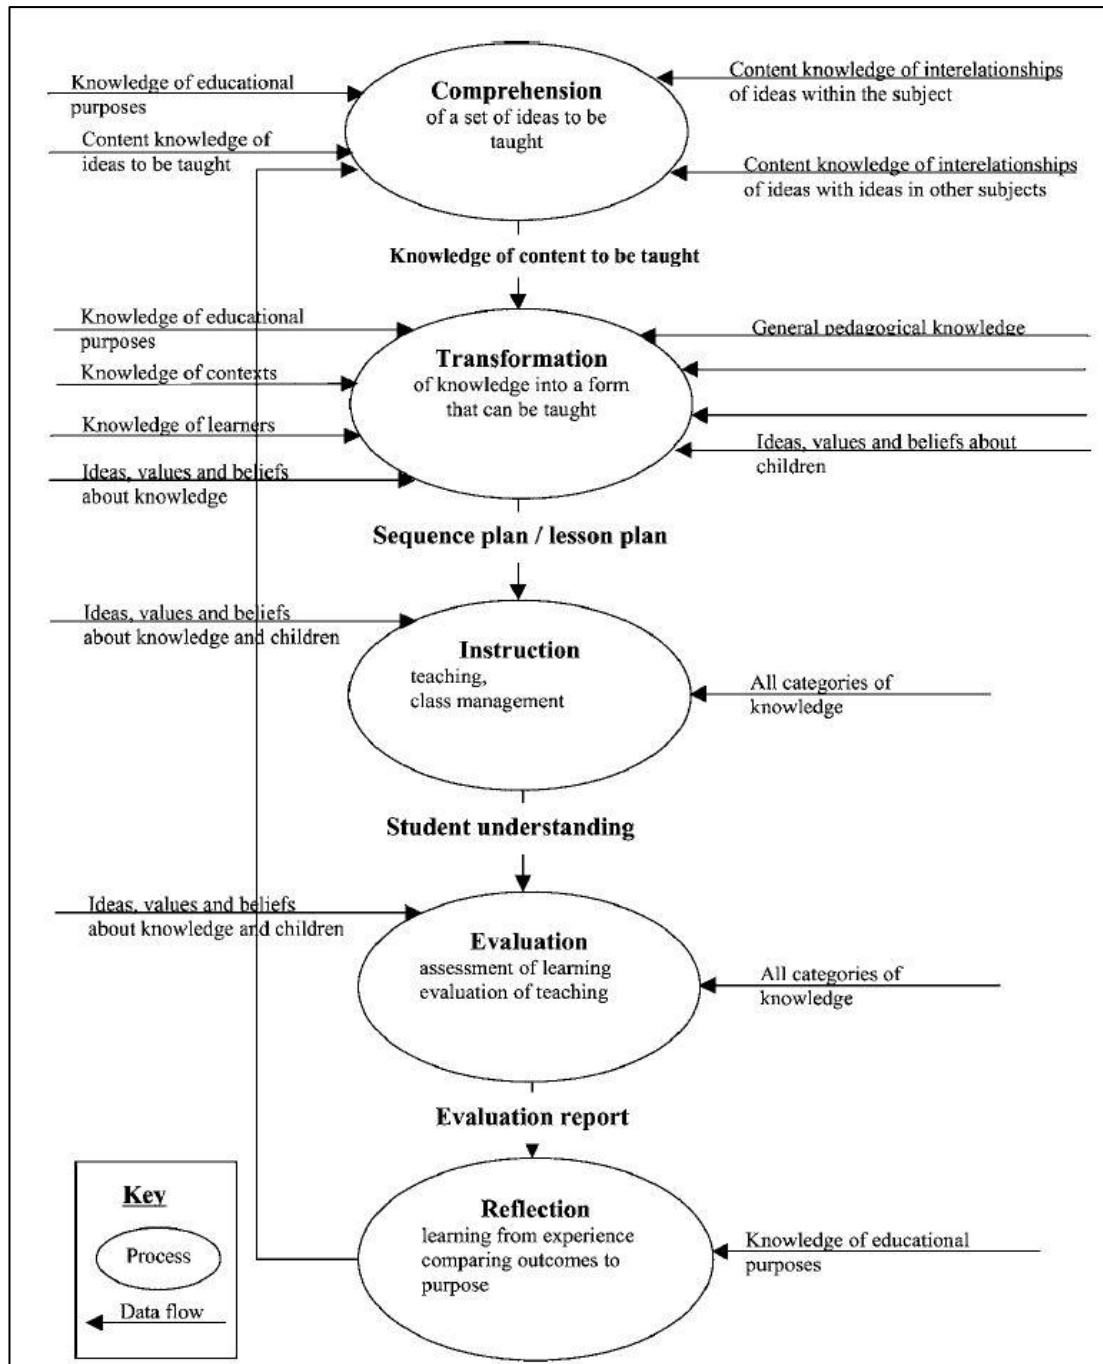 Comprehension
of a set of ideas to be
taught
Knowledge of educational
purposes
Content knowledge of
ideas to be taught
Content knowledge of interelationships
of ideas within the subject
Content knowledge of interelationships
of ideas with ideas in other subjects
Knowledge of content to be taught
Knowledge of educational
purposes
Knowledge of contexts
Knowledge of learners
Ideas, values and beliefs
about knowledge
Transformation
of knowledge into a form
that can be taught
General pedagogical knowledge
Ideas, values and beliefs about
children
Sequence plan / lesson plan
Ideas, values and beliefs
about knowledge and children
Instruction
teaching,
class management
All categories of
knowledge
Student understanding
Ideas, values and beliefs
about knowledge and children
Evaluation
assessment of learning
evaluation of teaching
All categories of
knowledge
Evaluation report
Reflection
learning from experience
comparing outcomes to
purpose
Knowledge of educational
purposes
Key
Process
Data flow